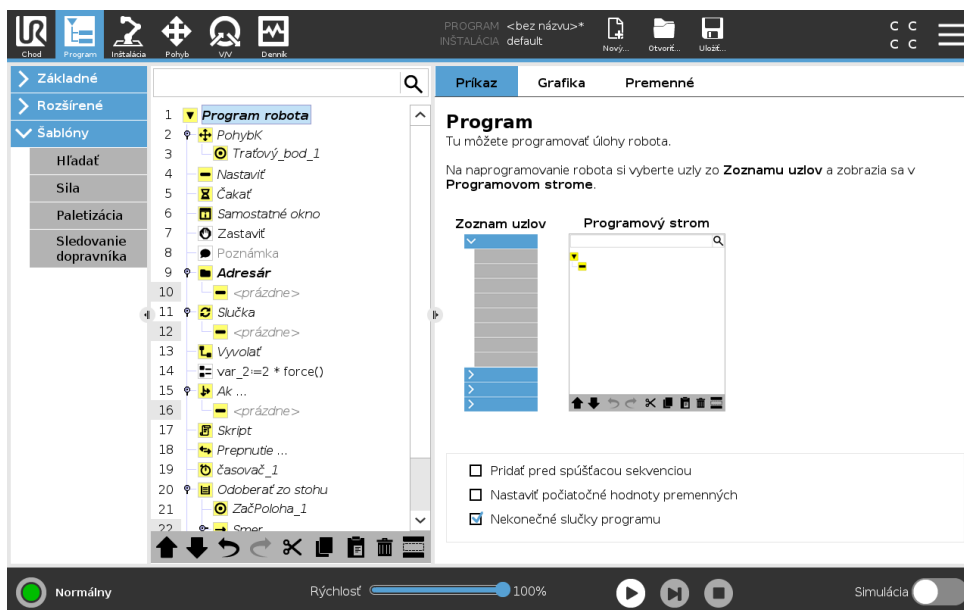 PROGRAM <bez názvu>*
INŠTALÁCIA default
Chod Program Inštalácia Pohyb V/V Denník Nový... Otvoriť... Uložiť...
C C
C C
Základné
Rozšírené
Šablóny
Hľadať
Sila
Paletizácia
Sledovanie
dopravníka
1 Program robota
2 PohybK
3 Traťový_bod_1
4 Nastaviť
5 Čakať
6 Samostatné okno
7 Zastaviť
8 Poznámka
9 Adresár
10 <prázdne>
11 Slučka
12 <prázdne>
13 Vyvolať
14 var_2:=2 * force()
15 Ak ...
16 <prázdne>
17 Skript
18 Prepnutie ...
19 časovač_1
20 Odoberať zo stohu
21 ZačPoloha_1
22 Smer
Príkaz Grafika Premenné
Program
Tu môžete programovať úlohy robota.
Na naprogramovanie robota si vyberte uzly zo Zoznamu uzlov a zobrazia sa v
Programovom strome.
Zoznam uzlov Programový strom
Pridať pred spúšťacou sekvenciou
Nastaviť počiatočné hodnoty premenných
Nekonečné slučky programu
Normálny
Rýchlosť 100%
Simulácia